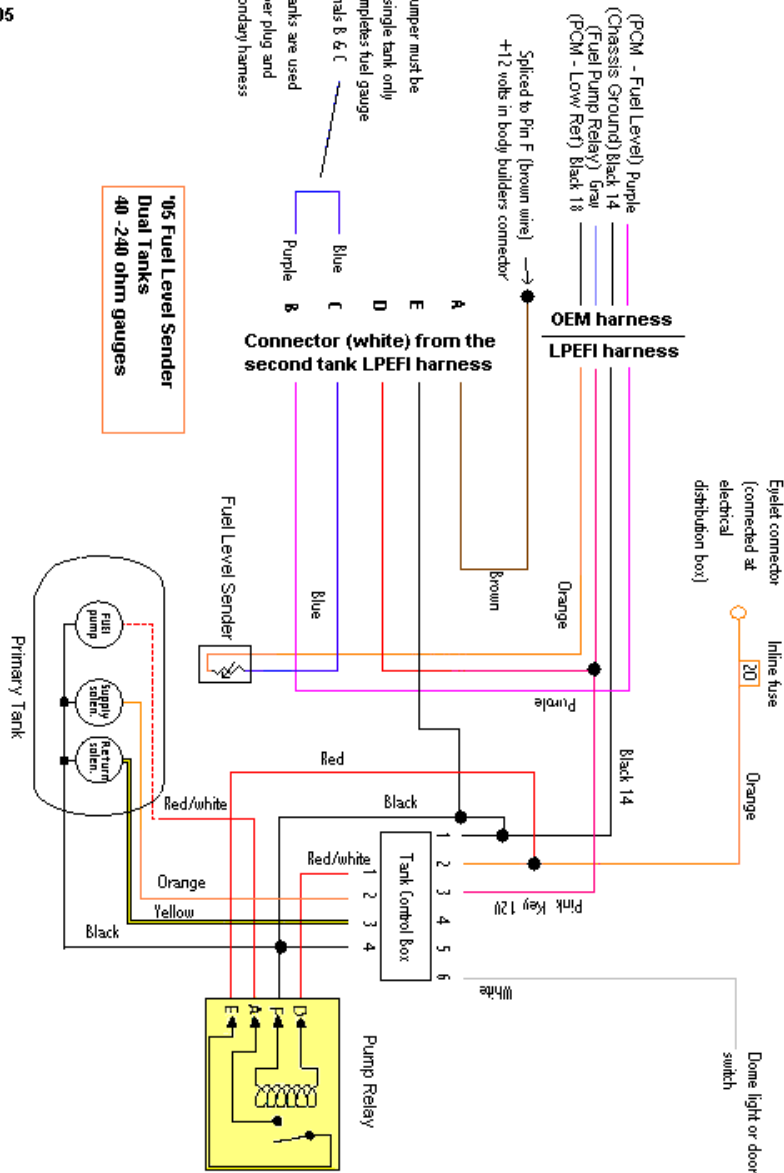 05
umper must be
single tank only
mpletes fuel gauge
nals B & C
anks are used
er plug and
ondary harness
Spliced to Pin F (brown wire)
+12 volts in body builders connector
(PCM - Fuel Level) Purple
(Chassis Ground) Black 14
(Fuel Pump Relay) Gray
(PCM - Low Ref) Black 18
OEM harness
LPEFI harness
'05 Fuel Level Sender
Dual Tanks
40 -240 ohm gauges
Purple
Blue
B
C
D
E
A
Connector (white) from the
second tank LPEFI harness
Eyelet connector
(connected at
electrical
distribution box)
Inline fuse
20
Orange
Fuel Level Sender
Blue
Brown
Orange
Purple
Black 14
Primary Tank
Fuel
pump
Supply
solen.
Return
solen.
Red
Black
Red/white
Red/white
Orange
Yellow
Black
Tank Control Box
1
2
3
4
1
2
3
4
5
6
Pink Key 12V
White
Dome light or door
switch
Pump Relay
E
A
F
D